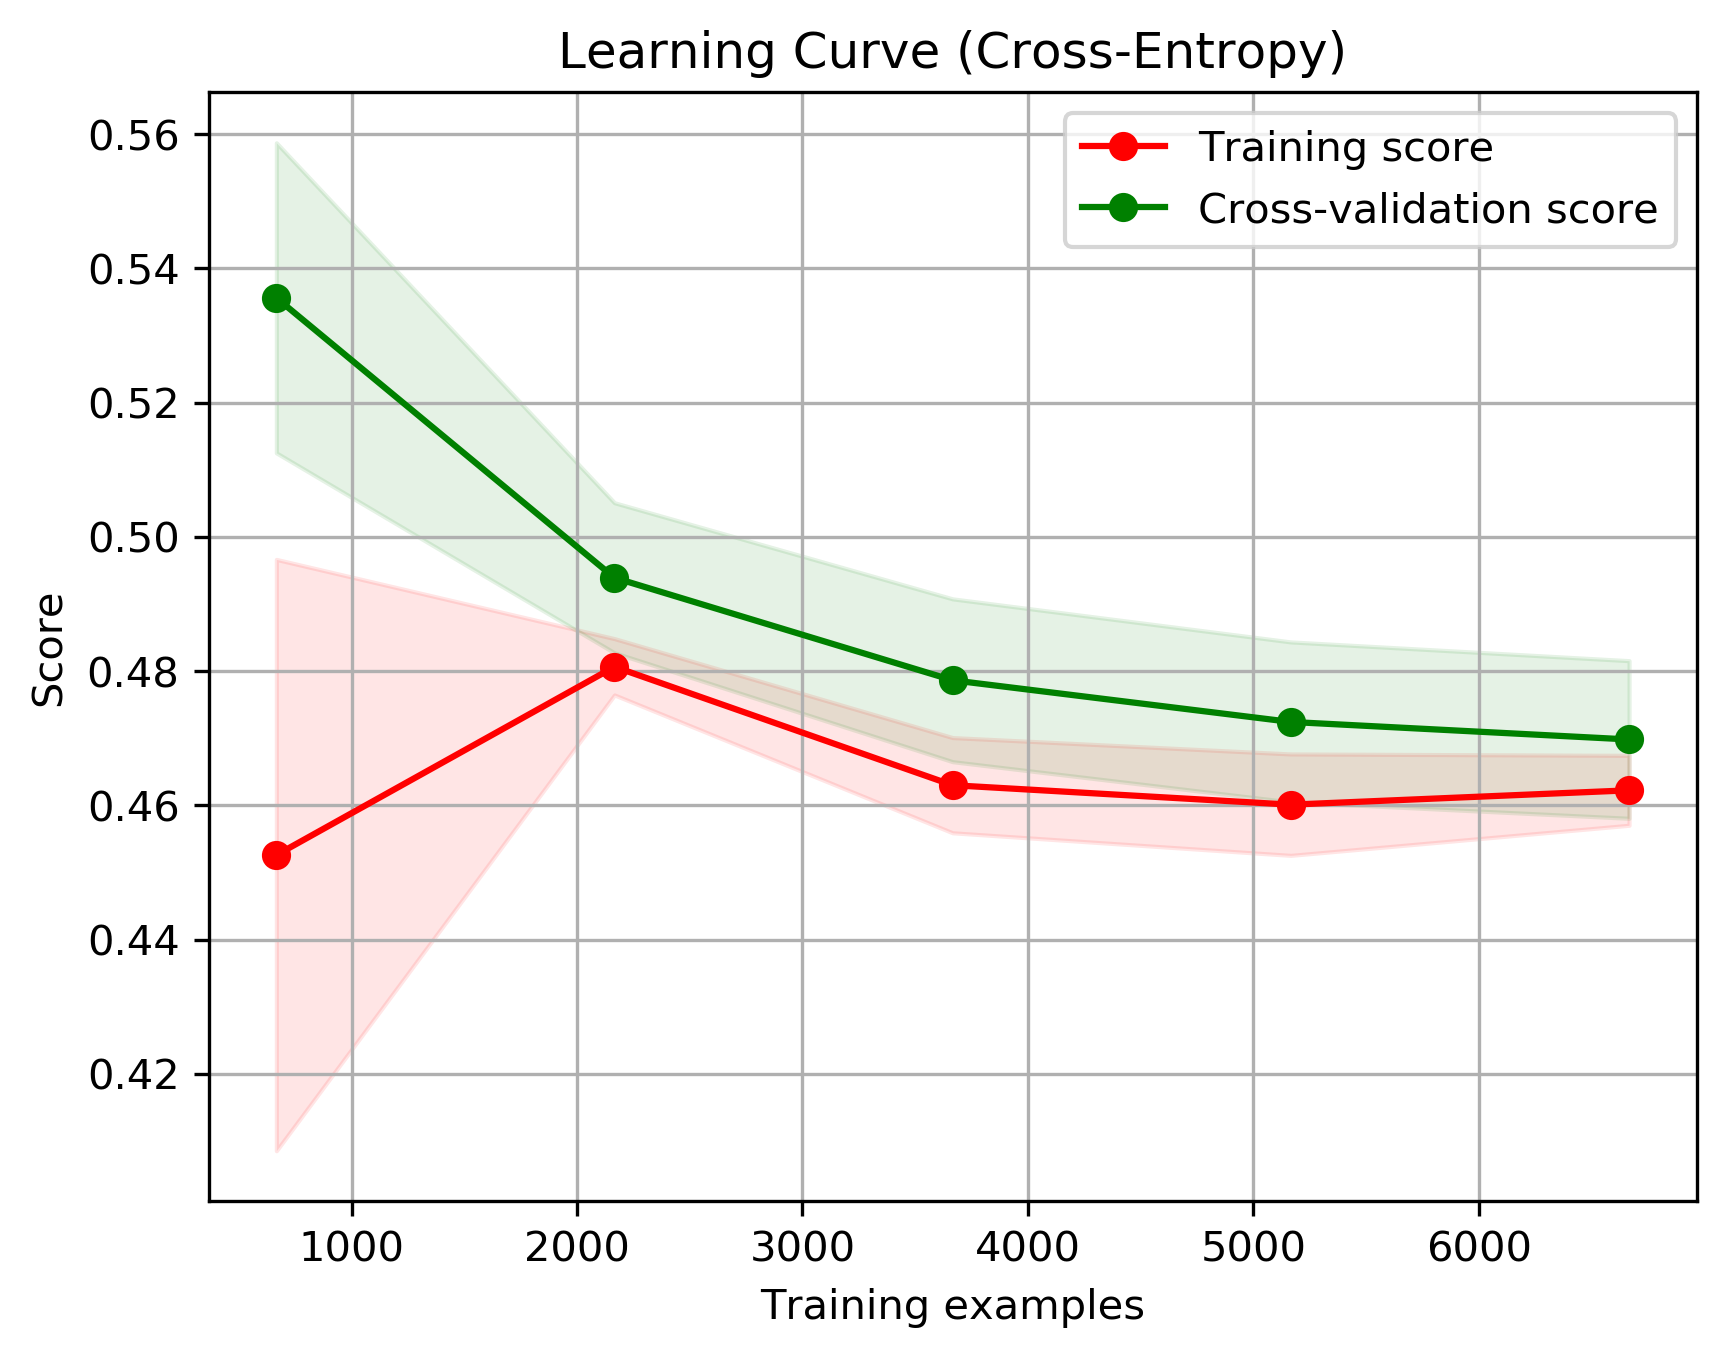 Learning Curve (Cross-Entropy)
Training score
Cross-validation score
0.56
0.54
0.52
0.50
0.48
0.46
0.44
0.42
Score
1000 2000 3000 4000 5000 6000
Training examples